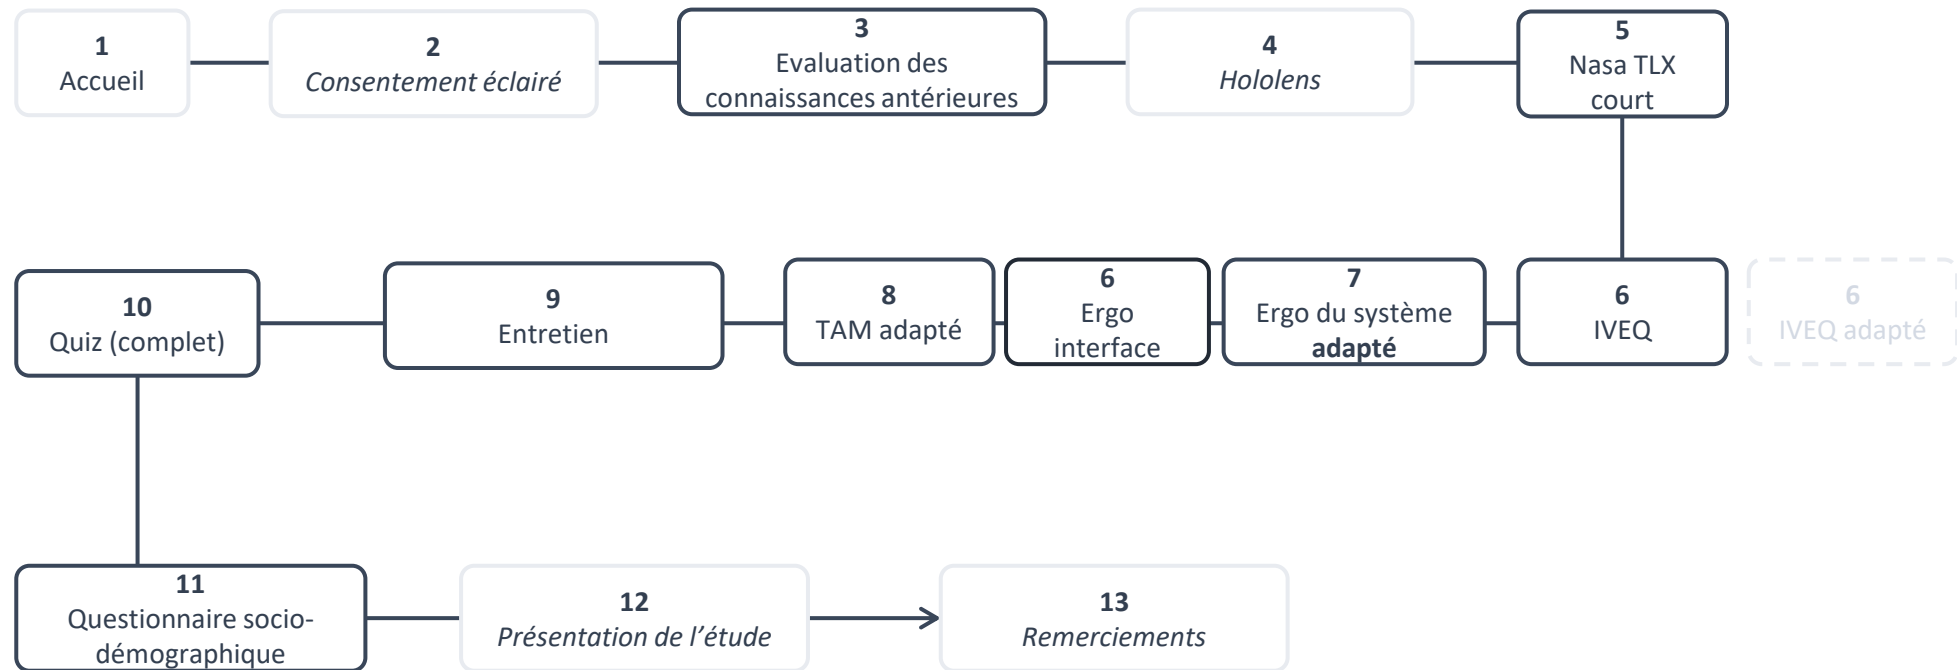 1
Accueil
2
Consentement éclairé
3
Evaluation des
connaissances antérieures
4
Hololens
5
Nasa TLX
court
10
Quiz (complet)
9
Entretien
8
TAM adapté
6
Ergo
interface
7
Ergo du système
adapté
6
IVEQ
6
IVEQ adapté
11
Questionnaire socio-
démographique
12
Présentation de l’étude
13
Remerciements